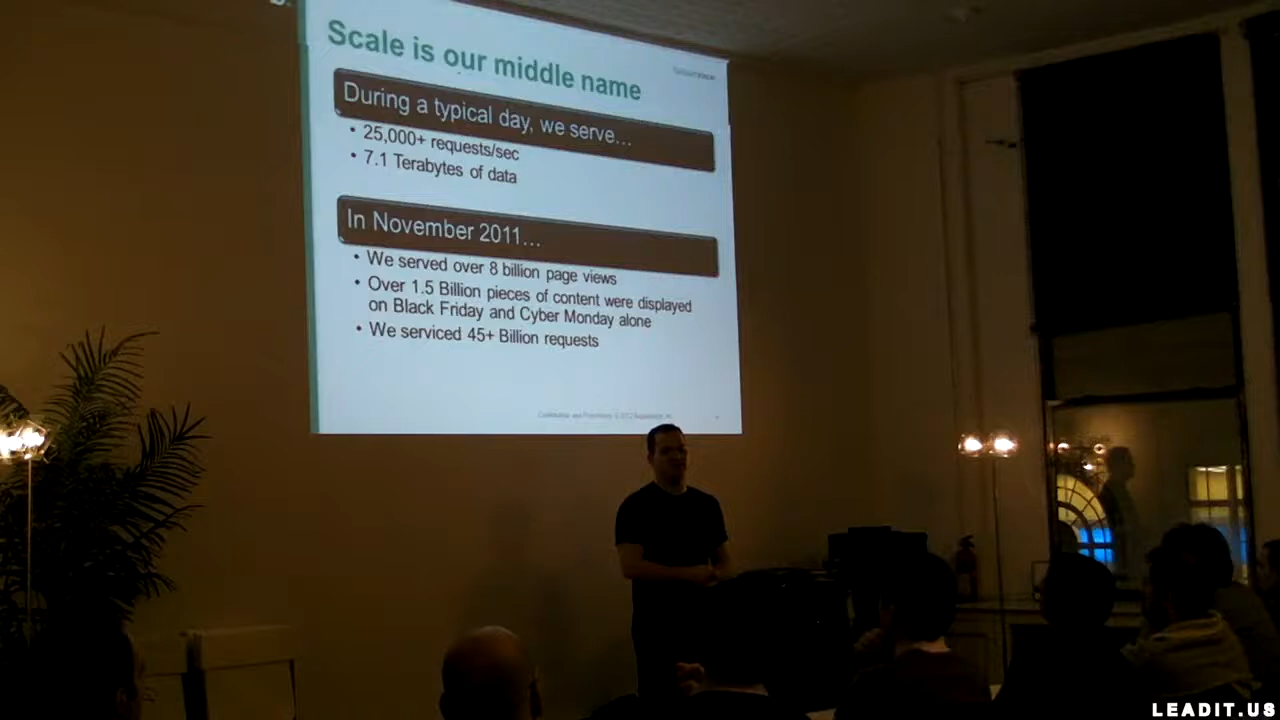 Scale is our middle name
During a typical day, we serve…
• 25,000+ requests/sec
• 7.1 Terabytes of data
In November 2011…
• We served over 8 billion page views
• Over 1.5 Billion pieces of content were displayed
on Black Friday and Cyber Monday alone
• We serviced 45+ Billion requests
LEADIT.US